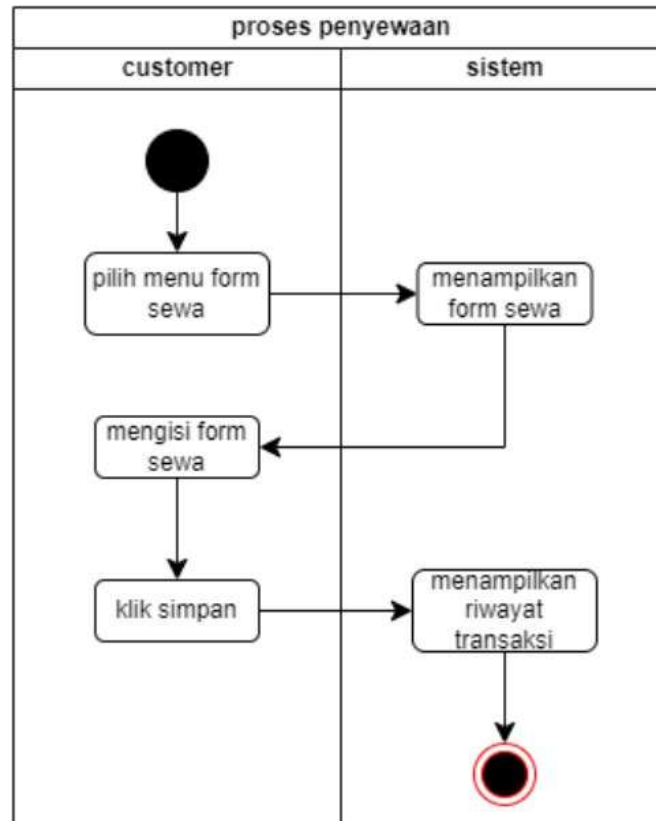 proses penyewaan
customer
sistem
pilih menu form
sewa
menampilkan
form sewa
mengisi form
sewa
klik simpan
menampilkan
riwayat
transaksi